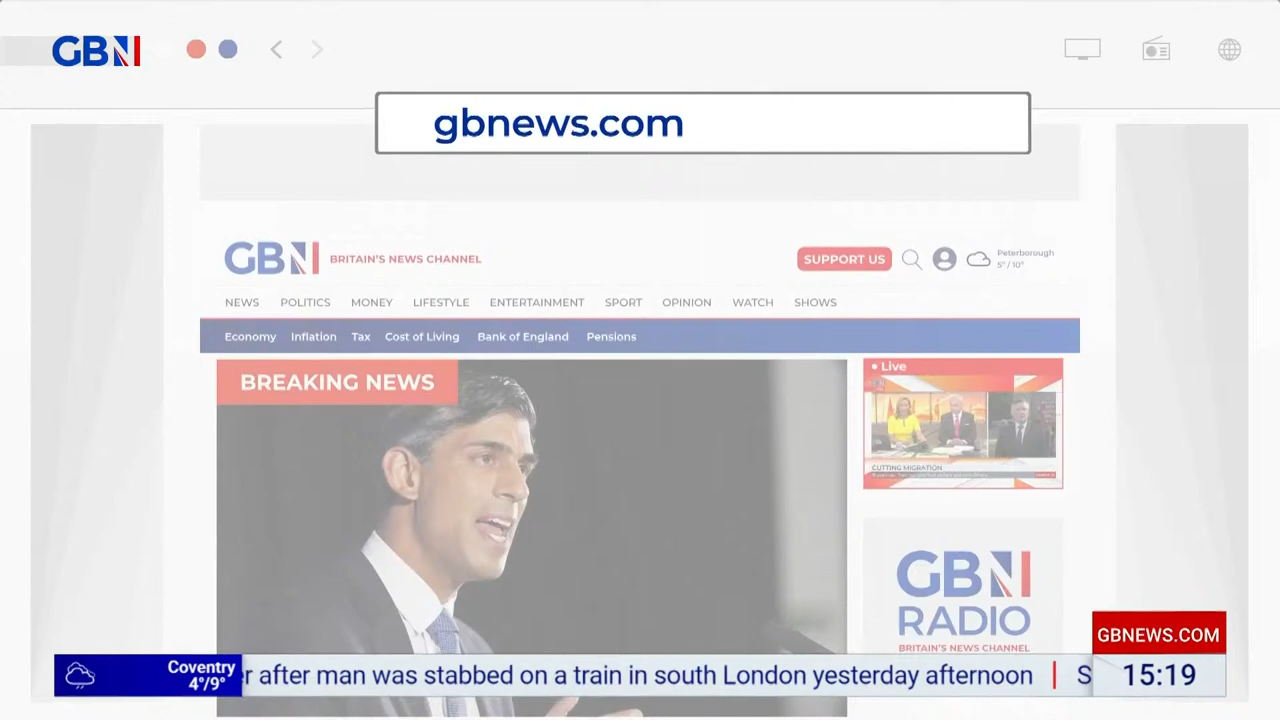 GBN
gbnews.com
GBN BRITAIN'S NEWS CHANNEL
SUPPORT US
Peterborough
5° / 10°
NEWS POLITICS MONEY LIFESTYLE ENTERTAINMENT SPORT OPINION WATCH SHOWS
Economy Inflation Tax Cost of Living Bank of England Pensions
BREAKING NEWS
Live
CUTTING MIGRATION
GBN
RADIO
BRITAIN'S NEWS CHANNEL
GBNEWS.COM
Coventry
4°/9°
er after man was stabbed on a train in south London yesterday afternoon | S
15:19